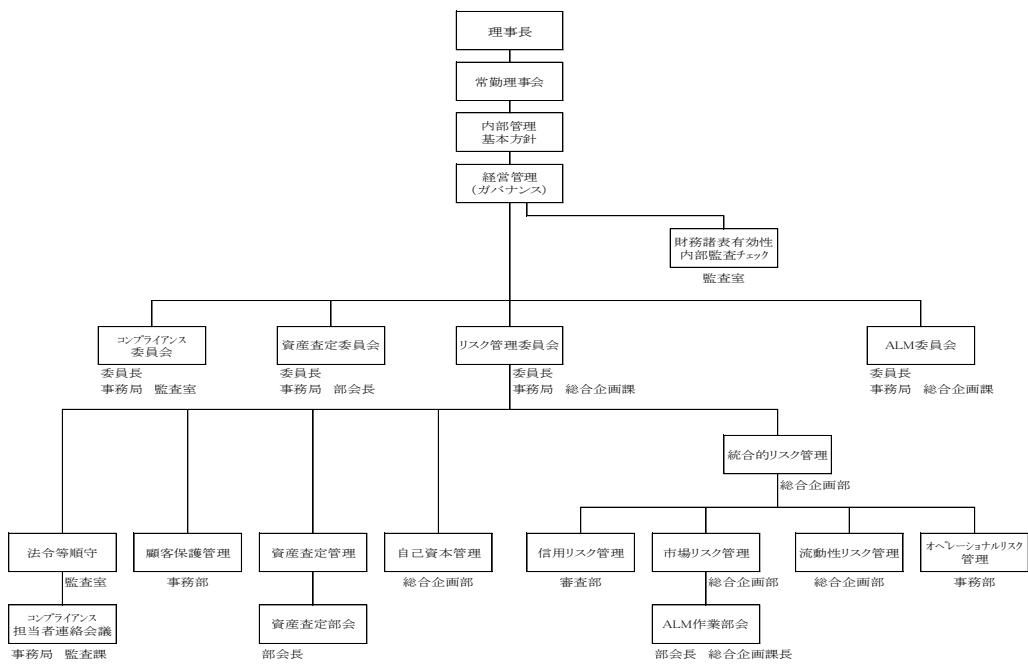 理事長
常勤理事会
内部管理
基本方針
経営管理
(ガバナンス)
財務諸表有効性
内部監査チェック
監査室
コンプライアンス
委員会
委員長
事務局 監査室
資産査定委員会
委員長
事務局 部会長
リスク管理委員会
委員長
事務局 総合企画課
ALM委員会
委員長
事務局 総合企画課
統合的リスク管理
総合企画部
法令等順守
監査室
顧客保護管理
事務部
資産査定管理
自己資本管理
総合企画部
信用リスク管理
審査部
市場リスク管理
総合企画部
流動性リスク管理
総合企画部
オペレーショナルリスク
管理
事務部
コンプライアンス
担当者連絡会議
事務局 監査課
資産査定部会
部会長
ALM作業部会
部会長 総合企画課長